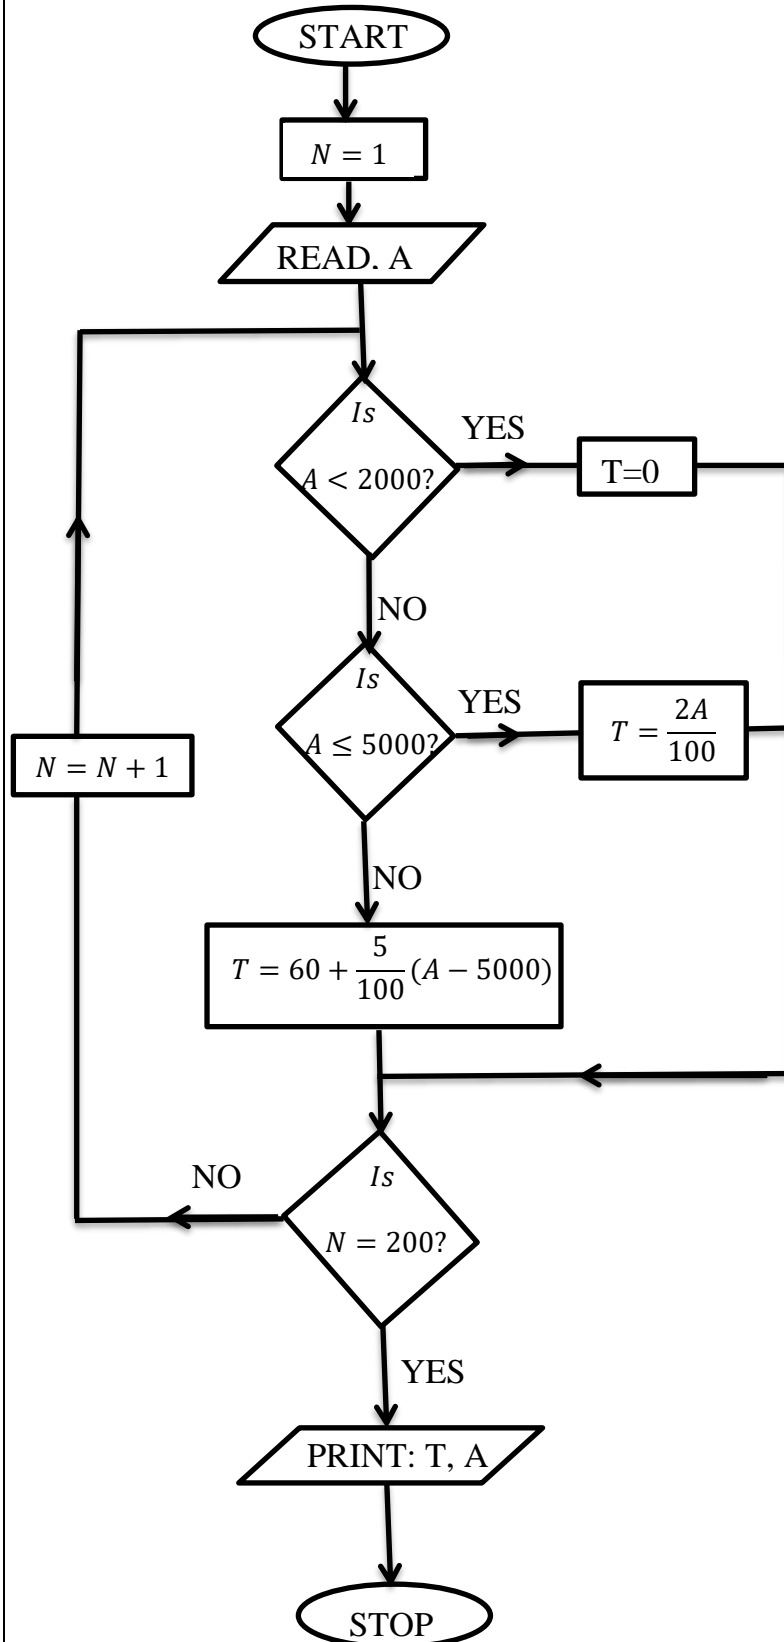 START
N = 1
READ. A
Is
A < 2000?
YES
T=0
NO
Is
A ≤ 5000?
YES
T = 2A/100
N = N + 1
NO
T = 60 + 5/100 (A − 5000)
NO
Is
N = 200?
YES
PRINT: T, A
STOP